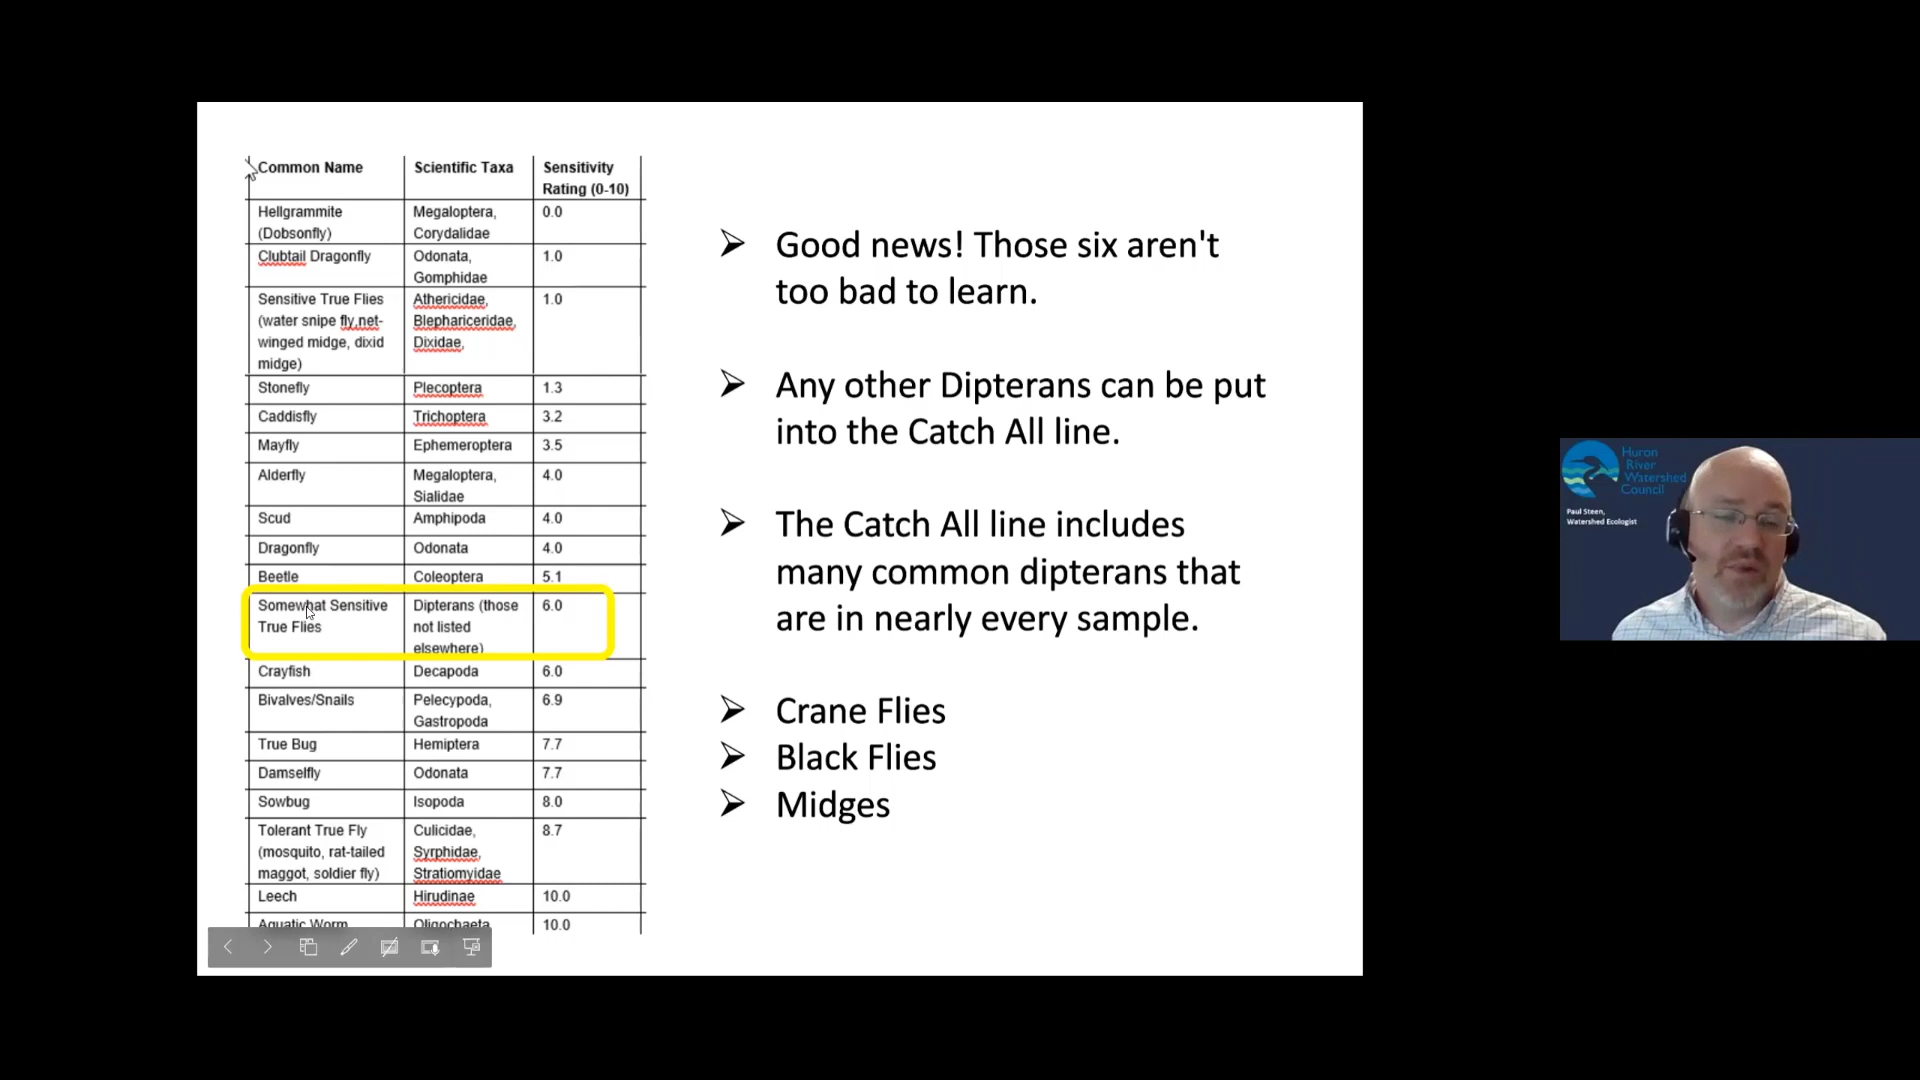 Common Name Scientific Taxa Sensitivity
Rating (0-10)
Hellgrammite Megaloptera, 0.0
(Dobsonfly) Corydalidae
Clubtail Dragonfly Odonata, 1.0
Gomphidae
Sensitive True Flies Athericidae, 1.0
(water snipe fly,net- Blephariceridae,
winged midge, dixid Dixidae,
midge)
Stonefly Plecoptera 1.3
Caddisfly Trichoptera 3.2
Mayfly Ephemeroptera 3.5
Alderfly Megaloptera, 4.0
Sialidae
Scud Amphipoda 4.0
Dragonfly Odonata 4.0
Beetle Coleoptera 5.1
Somewhat Sensitive Dipterans (those 6.0
True Flies not listed
elsewhere)
Crayfish Decapoda 6.0
Bivalves/Snails Pelecypoda, 6.9
Gastropoda
True Bug Hemiptera 7.7
Damselfly Odonata 7.7
Sowbug Isopoda 8.0
Tolerant True Fly Culicidae, 8.7
(mosquito, rat-tailed Syrphidae,
maggot, soldier fly) Stratiomyidae
Leech Hirudinae 10.0
Aquatic Worm Oligochaeta 10.0
Good news! Those six aren't
too bad to learn.
Any other Dipterans can be put
into the Catch All line.
The Catch All line includes
many common dipterans that
are in nearly every sample.
Crane Flies
Black Flies
Midges
Huron
River
Watershed
Council
Paul Steen,
Watershed Ecologist